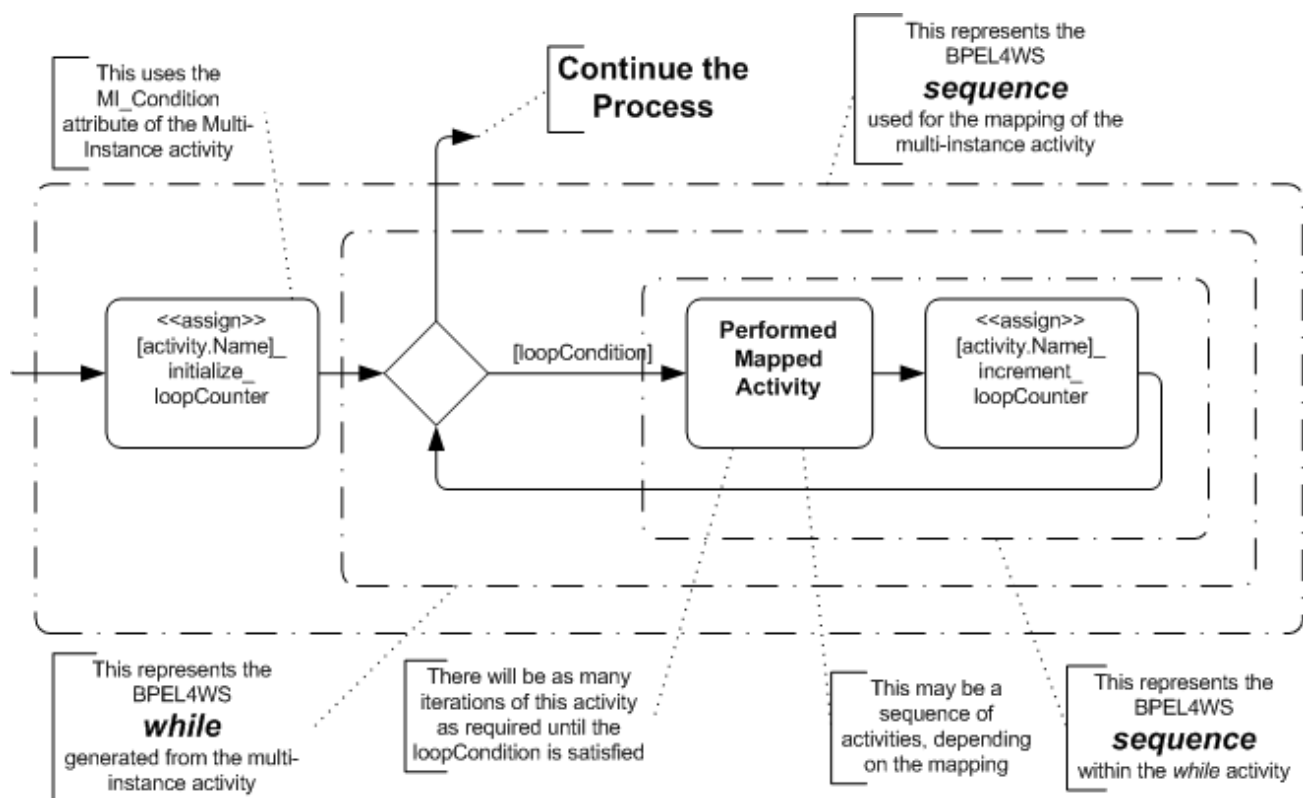 This uses the
MI_Condition
attribute of the Multi-
Instance activity
Continue the
Process
This represents the
BPEL4WS
sequence
used for the mapping of the
multi-instance activity
<<assign>>
[activity.Name]_
initialize_
loopCounter
[loopCondition]
Performed
Mapped
Activity
<<assign>>
[activity.Name]_
increment_
loopCounter
This represents the
BPEL4WS
while
generated from the multi-
instance activity
There will be as many
iterations of this activity
as required until the
loopCondition is satisfied
This may be a
sequence of
activities, depending
on the mapping
This represents the
BPEL4WS
sequence
within the while activity